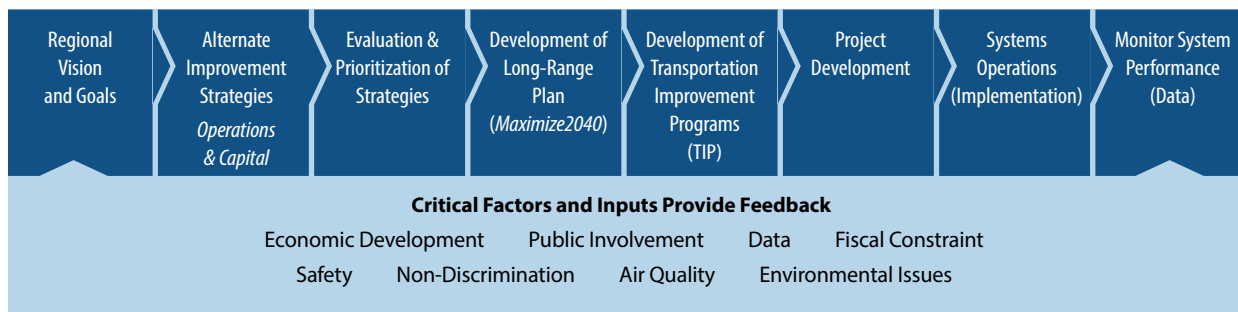 Regional
Vision
and Goals
Alternate
Improvement
Strategies
Operations
& Capital
Evaluation &
Prioritization of
Strategies
Development of
Long-Range
Plan
(Maximize2040)
Development of
Transportation
Improvement
Programs
(TIP)
Project
Development
Systems
Operations
(Implementation)
Monitor System
Performance
(Data)
Critical Factors and Inputs Provide Feedback
Economic Development Public Involvement Data Fiscal Constraint
Safety Non-Discrimination Air Quality Environmental Issues